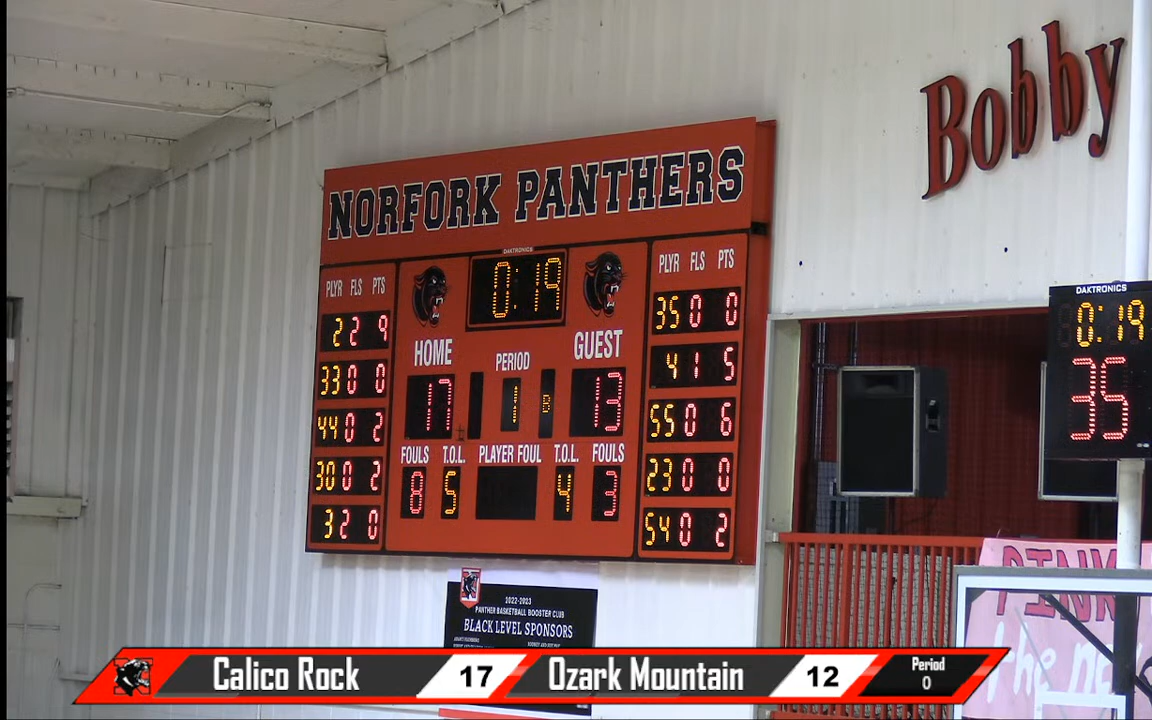 Bobby
NORFORK PANTHERS
DAKTRONICS
PLYR FLS PTS
0:19
PLYR FLS PTS
2 2 9
33 0 0
44 0 2
30 0 2
3 2 0
HOME
PERIOD
GUEST
17
1
B
13
FOULS T.O.L. PLAYER FOUL T.O.L. FOULS
8 5 4 3
35 0 0
4 1 5
55 0 6
23 0 0
54 0 2
DAKTRONICS
0:19
35
PINK
the
2022-2023
PANTHER BASKETBALL BOOSTER CLUB
BLACK LEVEL SPONSORS
Calico Rock 17 Ozark Mountain 12 Period
0